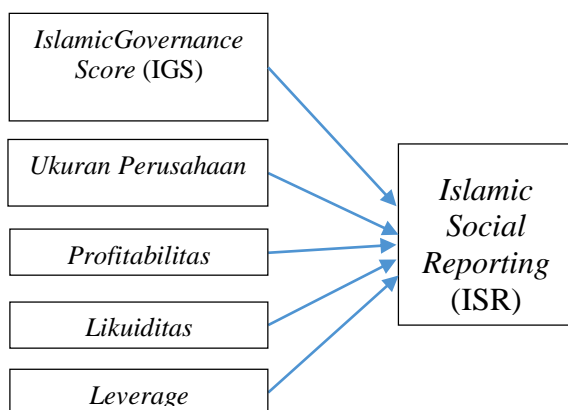 IslamicGovernance
Score (IGS)
Ukuran Perusahaan
Profitabilitas
Likuiditas
Leverage
Islamic
Social
Reporting
(ISR)